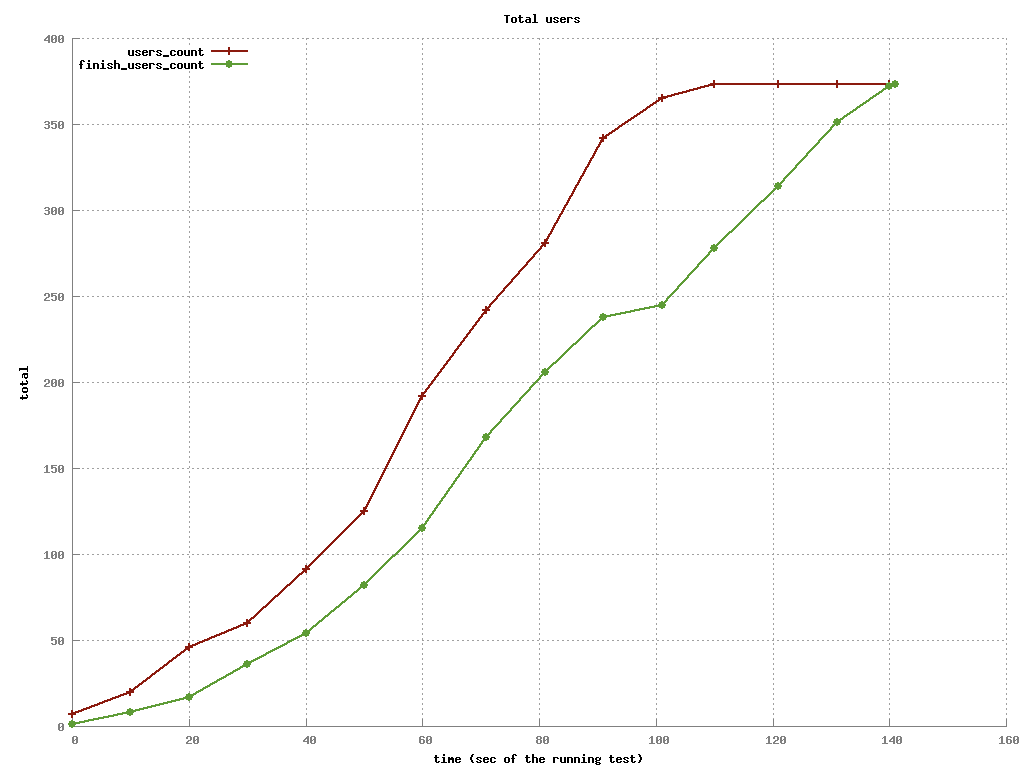 Total users
400
users_count
finish_users_count
350
300
250
200
150
100
50
0
total
0 20 40 60 80 100 120 140 160
time (sec of the running test)